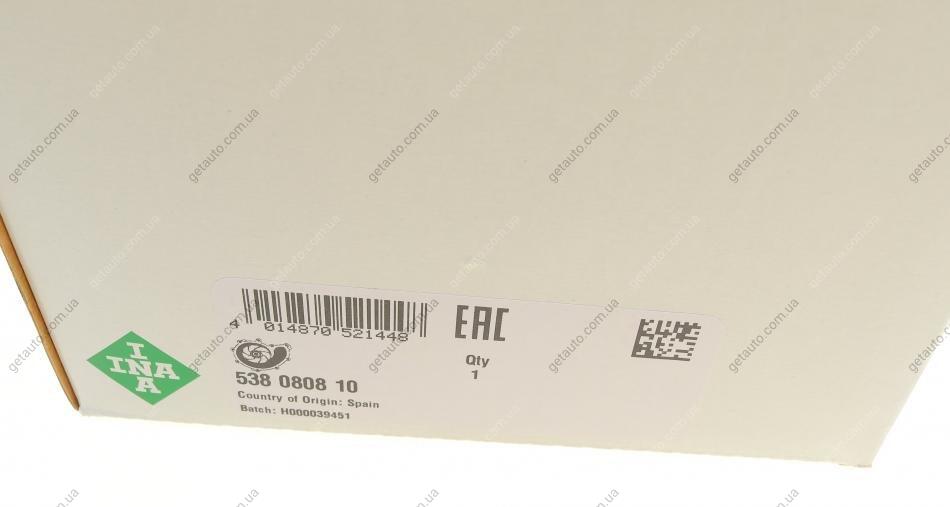 4 014870 521448
EAC
Qty
1
538 0808 10
Country of Origin: Spain
Batch: H000039451
I
INA
A
getauto.com.ua